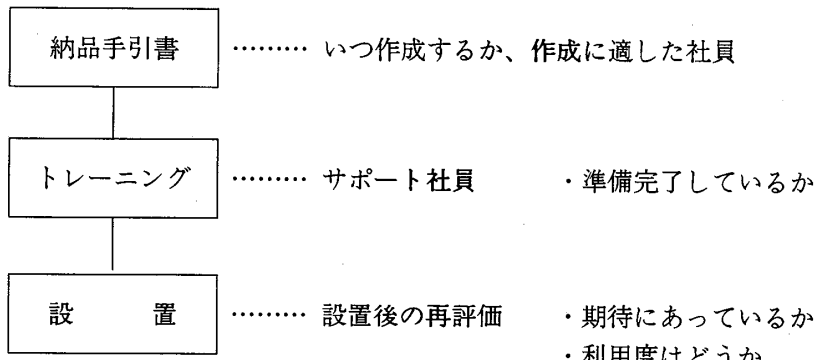 納品手引書 ……… いつ作成するか、作成に適した社員
トレーニング ……… サポート社員 ・準備完了しているか
設 置 ……… 設置後の再評価 ・期待にあっているか
・利用度はどうか